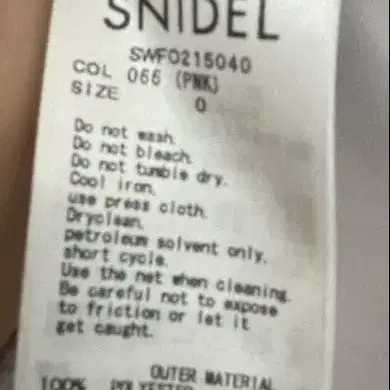 SNIDEL
SWFO215040
COL 066 (PNK)
SIZE 0
Do not wash.
Do not bleach.
Do not tumble dry.
Cool iron.
use press cloth.
Dryclean.
petroleum solvent only.
short cycle.
Use the net when cleaning.
Be careful not to expose
to friction or let it
get caught.
OUTER MATERIAL
100% POLYESTER